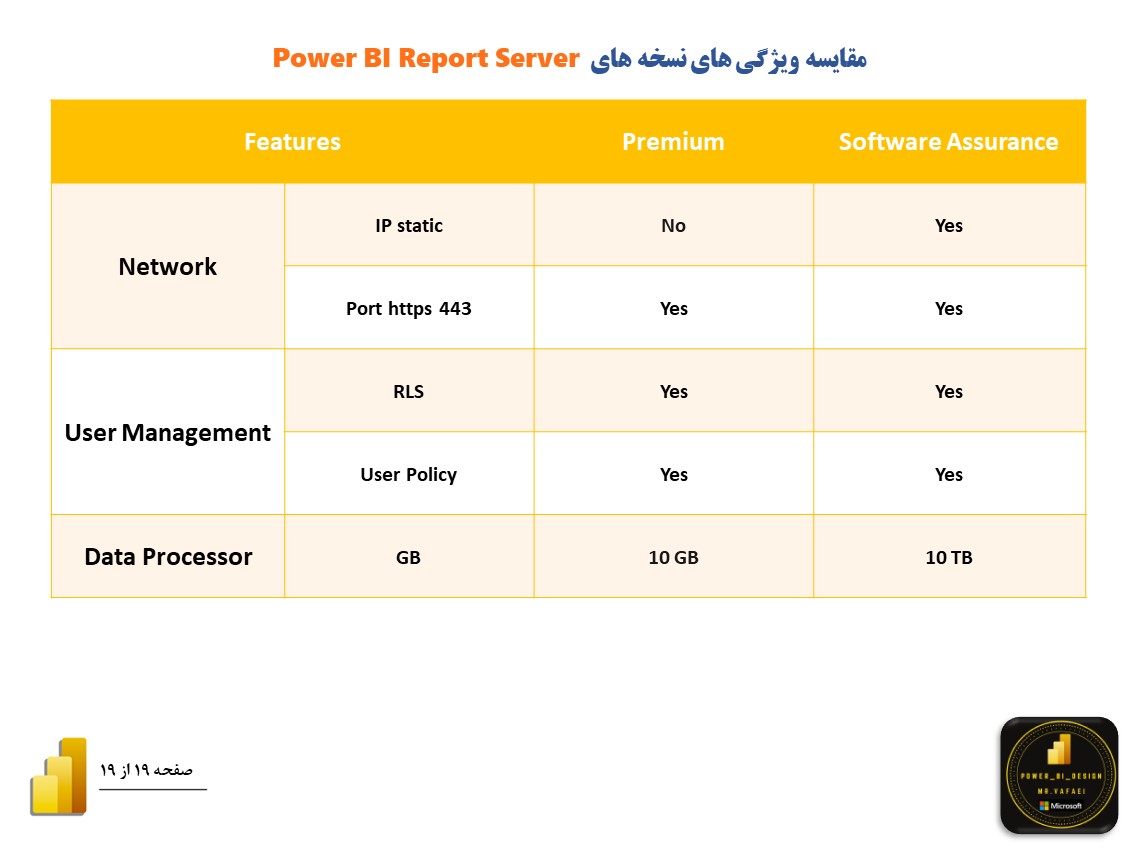 مقایسه ویژگی های نسخه های Power BI Report Server
Features Premium Software Assurance
Network
IP static No Yes
Port https 443 Yes Yes
User Management
RLS Yes Yes
User Policy Yes Yes
Data Processor GB 10 GB 10 TB
صفحه ۱۹ از ۱۹
POWER_BI_DESIGN
MR.VAFAEI
Microsoft